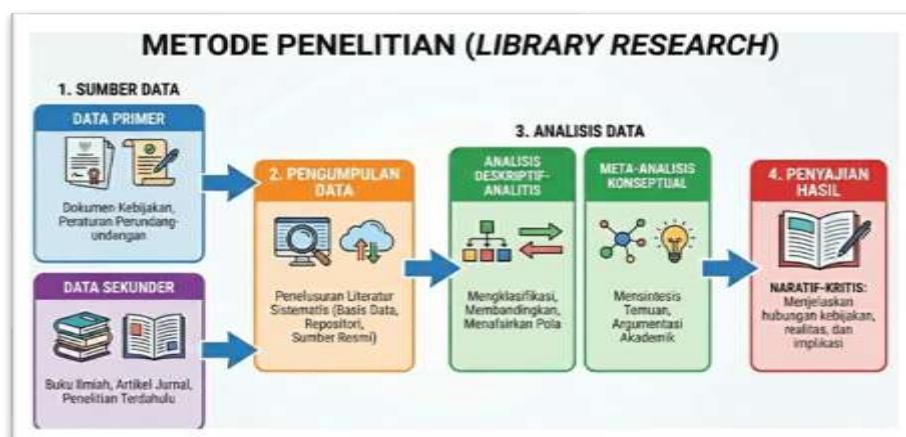 METODE PENELITIAN (LIBRARY RESEARCH)
1. SUMBER DATA
DATA PRIMER
Dokumen Kebijakan,
Peraturan Perundang-
undangan
DATA SEKUNDER
Buku Ilmiah, Artikel Jurnal,
Penelitian Terdahulu
2. PENGUMPULAN
DATA
Penelusuran Literatur
Sistematis (Basis Data,
Repositori,
Sumber Resmi)
3. ANALISIS DATA
ANALISIS
DESKRIPTIF-
ANALITIS
Mengklasifikasi,
Membandingkan,
Menafsirkan Pola
META-ANALISIS
KONSEPTUAL
Mensintesis
Temuan,
Argumentasi
Akademik
4. PENYAJIAN
HASIL
NARATIF-KRITIS:
Menjelaskan
hubungan kebijakan,
realitas, dan
implikasi